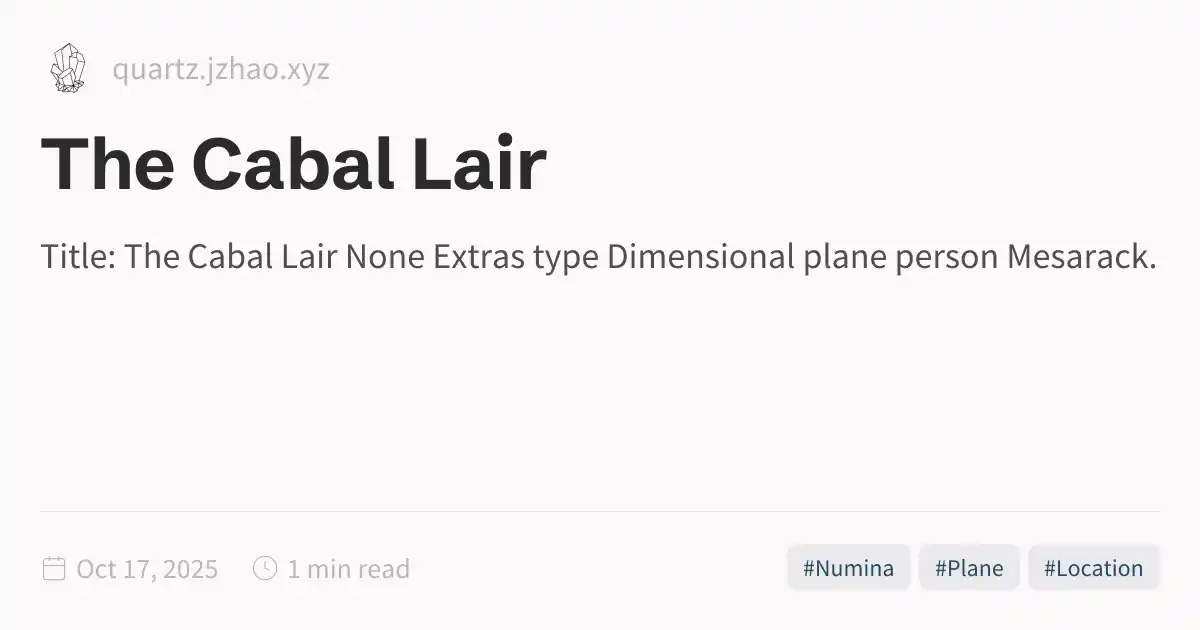 quartz.jzhao.xyz
The Cabal Lair
Title: The Cabal Lair None Extras type Dimensional plane person Mesarack.
Oct 17, 2025 1 min read #Numina #Plane #Location